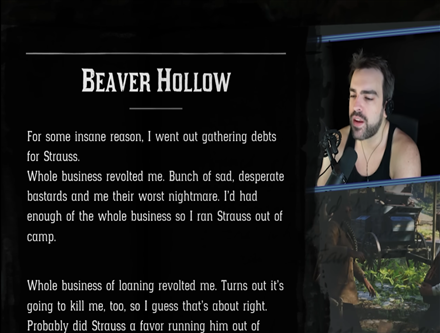 Beaver Hollow
For some insane reason, I went out gathering debts
for Strauss.
Whole business revolted me. Bunch of sad, desperate
bastards and me their worst nightmare. I'd had
enough of the whole business so I ran Strauss out of
camp.
Whole business of loaning revolted me. Turns out it's
going to kill me, too, so I guess that's about right.
Probably did Strauss a favor running him out of